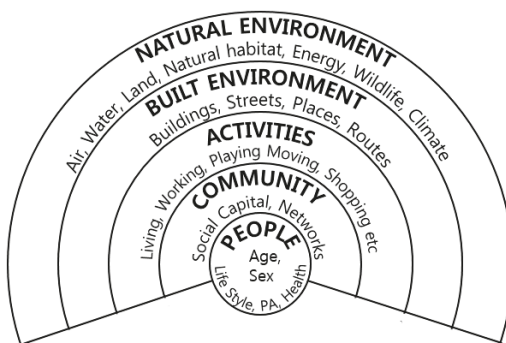 NATURAL ENVIRONMENT
Air, Water, Land, Natural habitat, Energy, Wildlife, Climate
BUILT ENVIRONMENT
Buildings, Streets, Places, Routes
ACTIVITIES
Living, Working, Playing Moving, Shopping etc
COMMUNITY
Social Capital, Networks
PEOPLE
Age,
Sex
Life Style, PA, Health